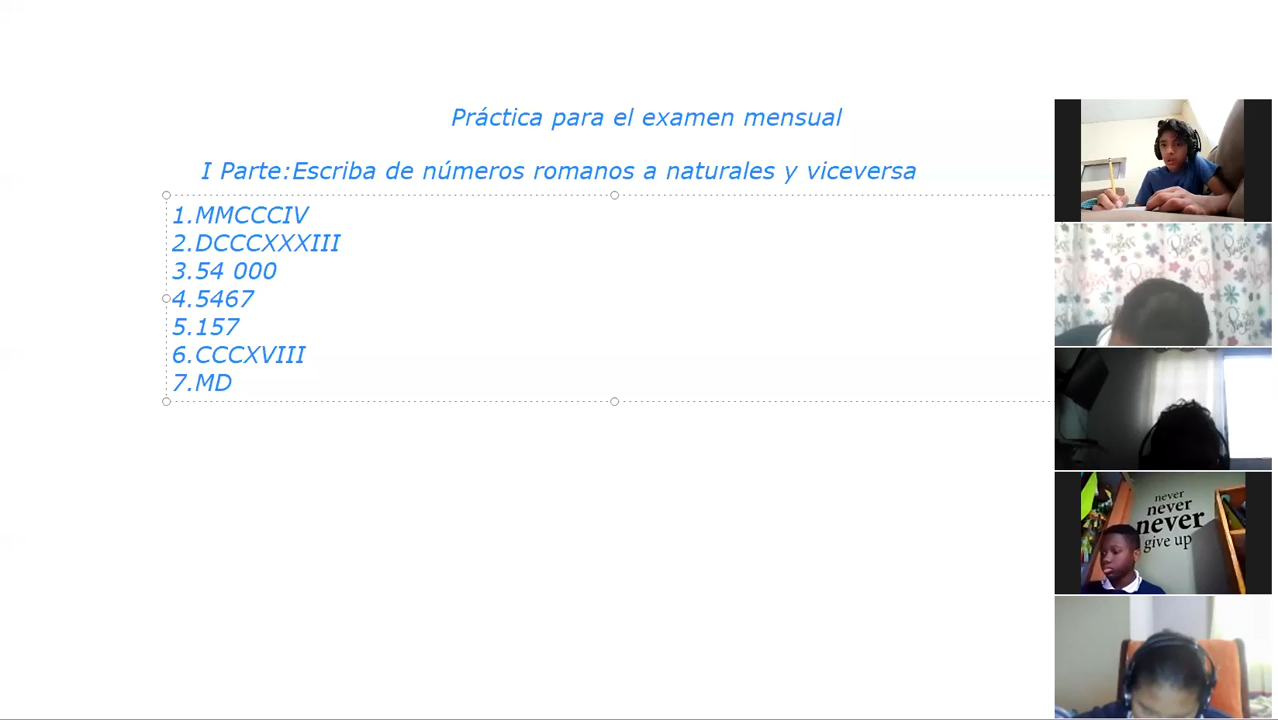 Práctica para el examen mensual
I Parte:Escriba de números romanos a naturales y viceversa
1.MMCCCIV
2.DCCCXXXIII
3.54 000
4.5467
5.157
6.CCCXVIII
7.MD
never
never
never
give up